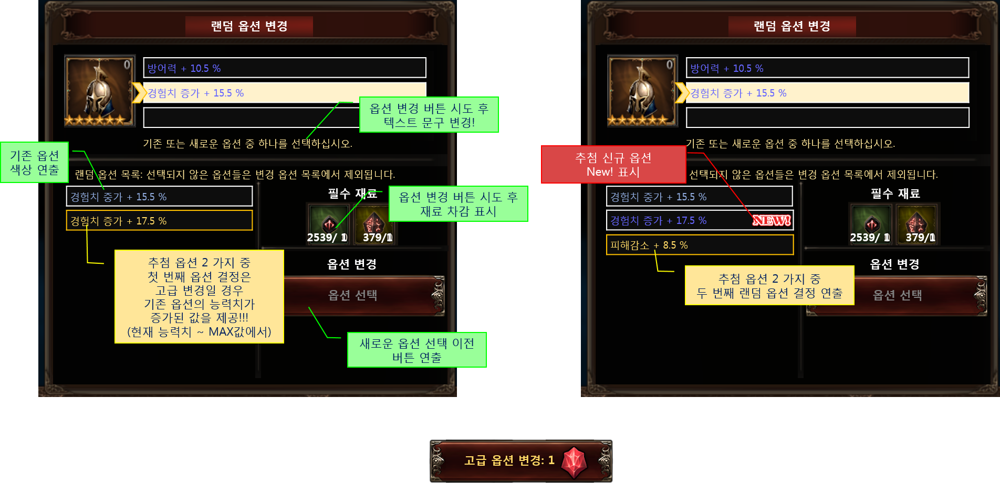 랜덤 옵션 변경
0
방어력 + 10.5 %
경험치 증가 + 15.5 %
옵션 변경 버튼 시도 후
텍스트 문구 변경!
기존 또는 새로운 옵션 중 하나를 선택하십시오.
기존 옵션
색상 연출
랜덤 옵션 목록: 선택되지 않은 옵션들은 변경 옵션 목록에서 제외됩니다.
경험치 중가 + 15.5 %
경험치 증가 + 17.5 %
필수 재료
옵션 변경 버튼 시도 후
재료 차감 표시
2539/ 1
379/1
추첨 옵션 2 가지 중
첫 번째 옵션 결정은
고급 변경일 경우
기존 옵션의 능력치가
증가된 값을 제공!!!
(현재 능력치 ~ MAX값에서)
옵션 변경
옵션 선택
새로운 옵션 선택 이전
버튼 연출
랜덤 옵션 변경
0
방어력 + 10.5 %
경험치 증가 + 15.5 %
기존 또는 새로운 옵션 중 하나를 선택하십시오.
추첨 신규 옵션
New! 표시
선택되지 않은 옵션들은 변경 옵션 목록에서 제외됩니다.
경험치 중가 + 15.5 %
경험치 증가 + 17.5 %
NEW!
피해감소 + 8.5 %
필수 재료
2539/ 1
379/1
추첨 옵션 2 가지 중
두 번째 랜덤 옵션 결정 연출
옵션 변경
옵션 선택
고급 옵션 변경: 1